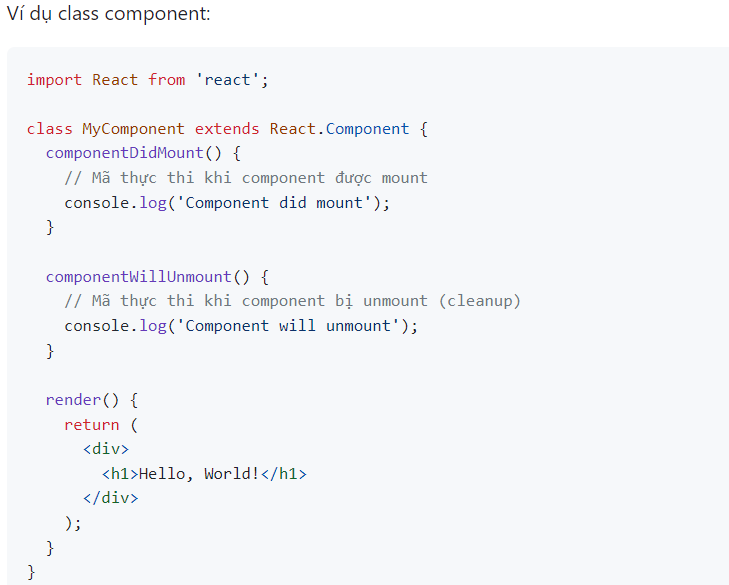 Ví dụ class component:
import React from 'react';
class MyComponent extends React.Component {
componentDidMount() {
// Mã thực thi khi component được mount
console.log('Component did mount');
}
componentWillUnmount() {
// Mã thực thi khi component bị unmount (cleanup)
console.log('Component will unmount');
}
render() {
return (
<div>
<h1>Hello, World!</h1>
</div>
);
}
}